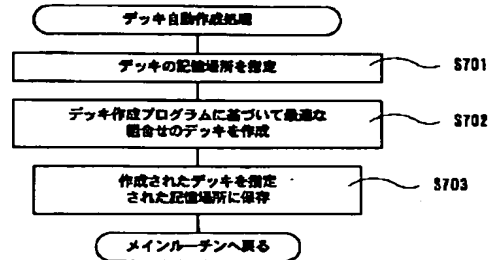 デッキ自動作成処理
デッキの記憶場所を指定
S701
デッキ作成プログラムに基づいて最適な
組合せのデッキを作成
S702
作成されたデッキを指定
された記憶場所に保存
S703
メインルーチンへ戻る